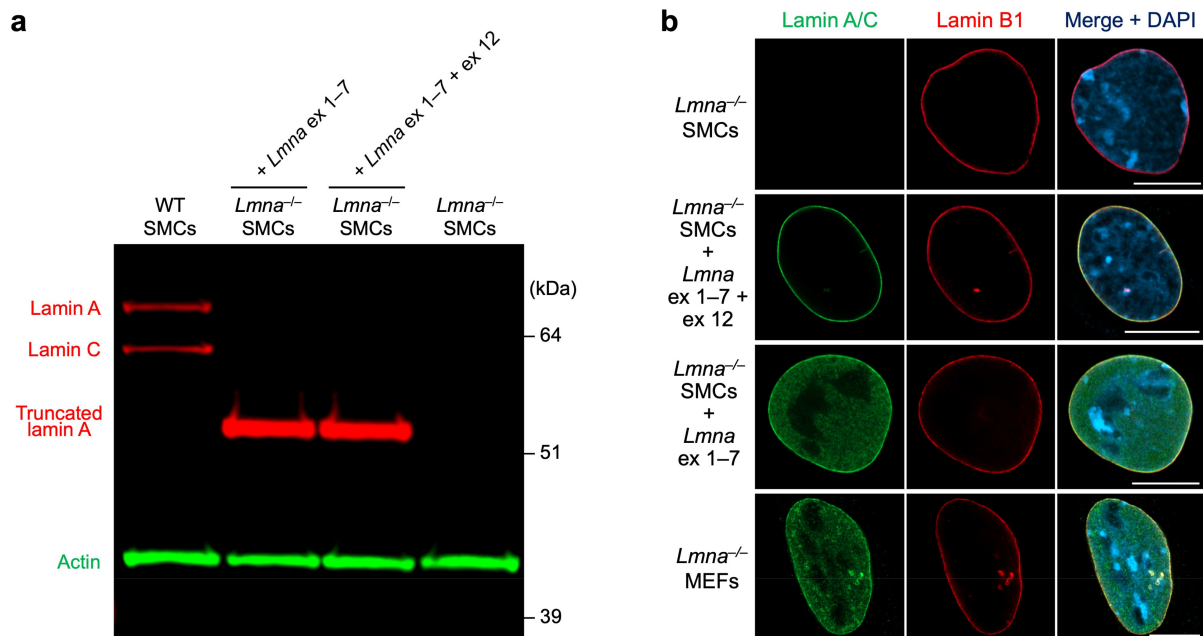 a
+ Lmna ex 1–7
+ Lmna ex 1–7 + ex 12
WT
SMCs
Lmna–/–
SMCs
Lmna–/–
SMCs
Lmna–/–
SMCs
(kDa)
Lamin A
64
Lamin C
Truncated
lamin A
51
Actin
39
b
Lamin A/C
Lamin B1
Merge + DAPI
Lmna–/–
SMCs
Lmna–/–
SMCs
+
Lmna
ex 1–7 +
ex 12
Lmna–/–
SMCs
+
Lmna
ex 1–7
Lmna–/–
MEFs